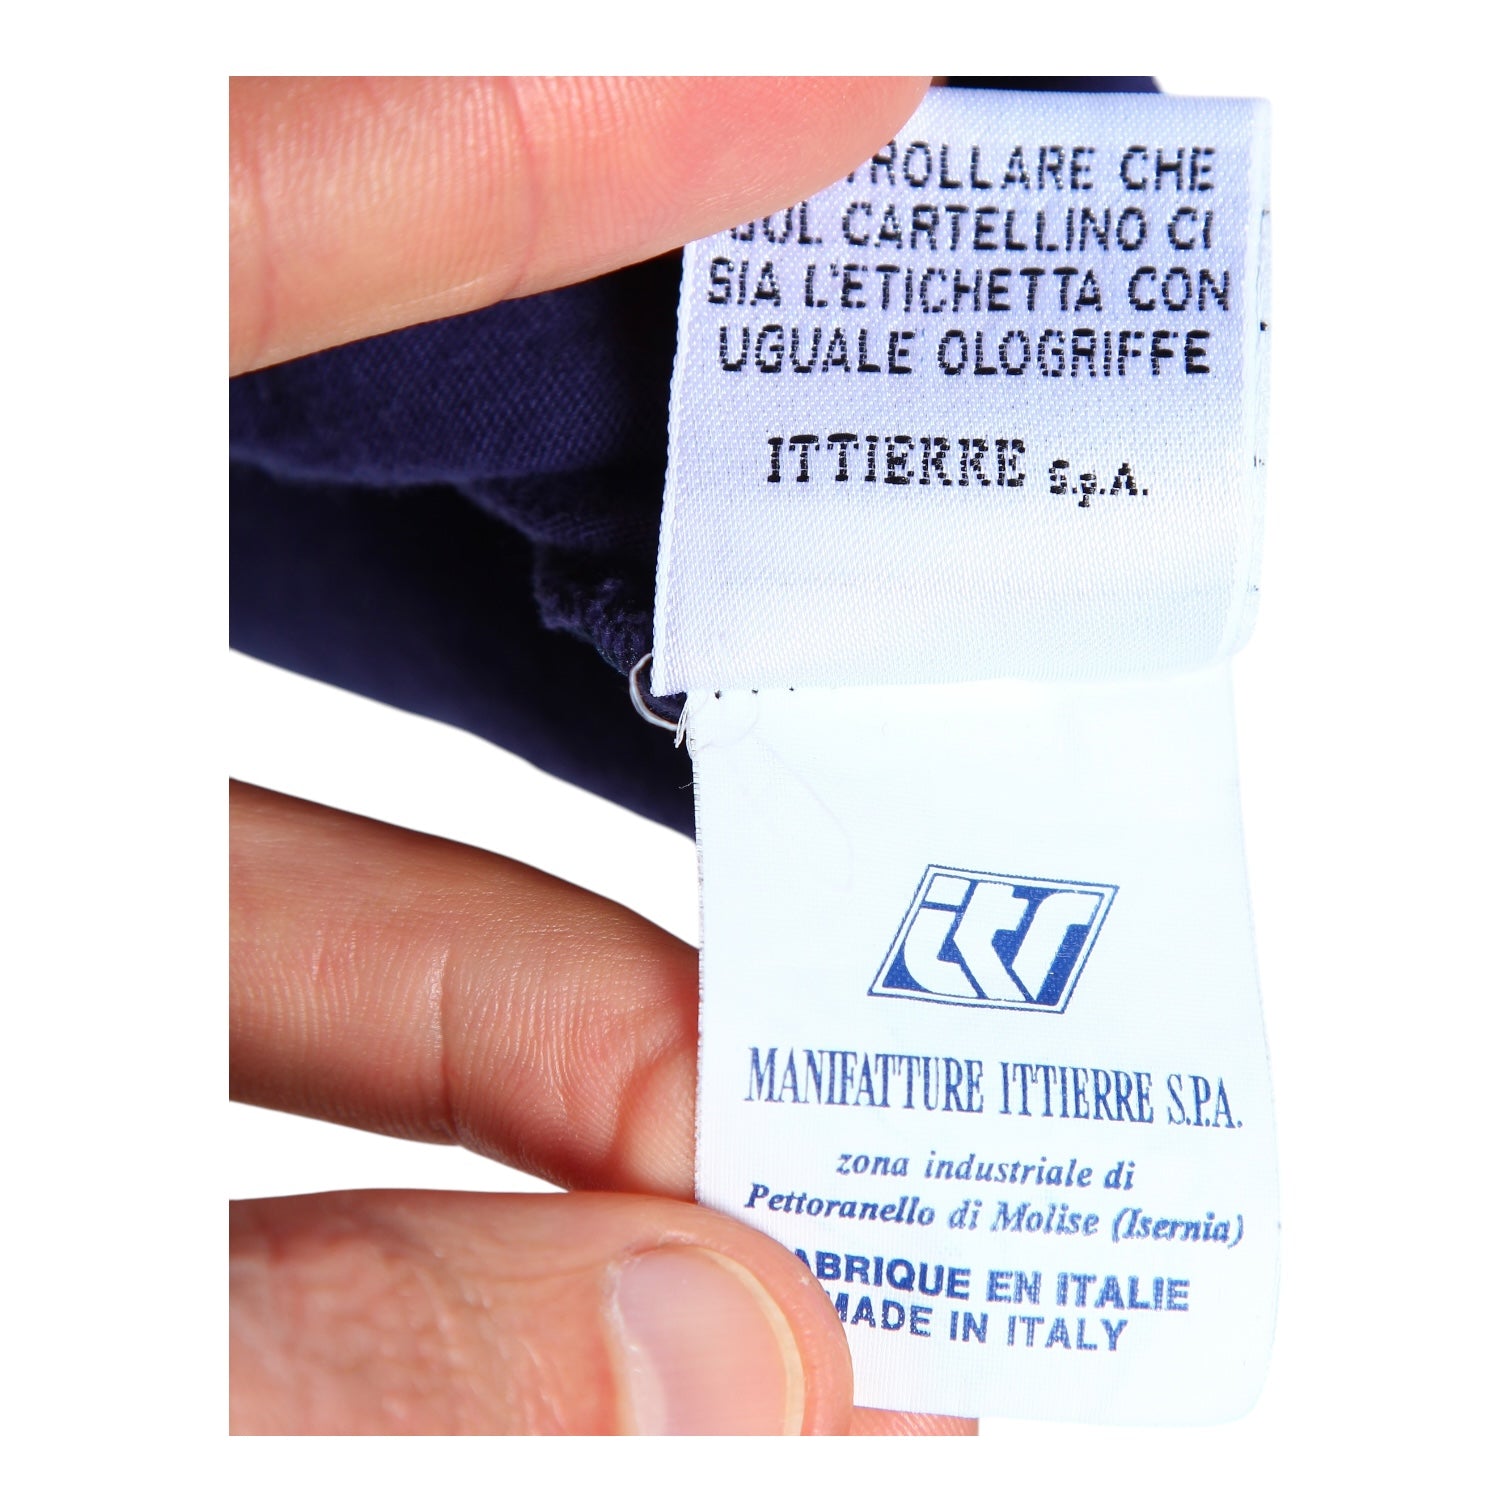 TROLLARE CHE
SUL CARTELLINO CI
SIA L'ETICHETTA CON
UGUALE OLOGRIFFE
ITTIERRE S.p.A.
itr
MANIFATTURE ITTIERRE S.P.A.
zona industriale di
Pettoranello di Molise (Isernia)
ABRIQUE EN ITALIE
MADE IN ITALY